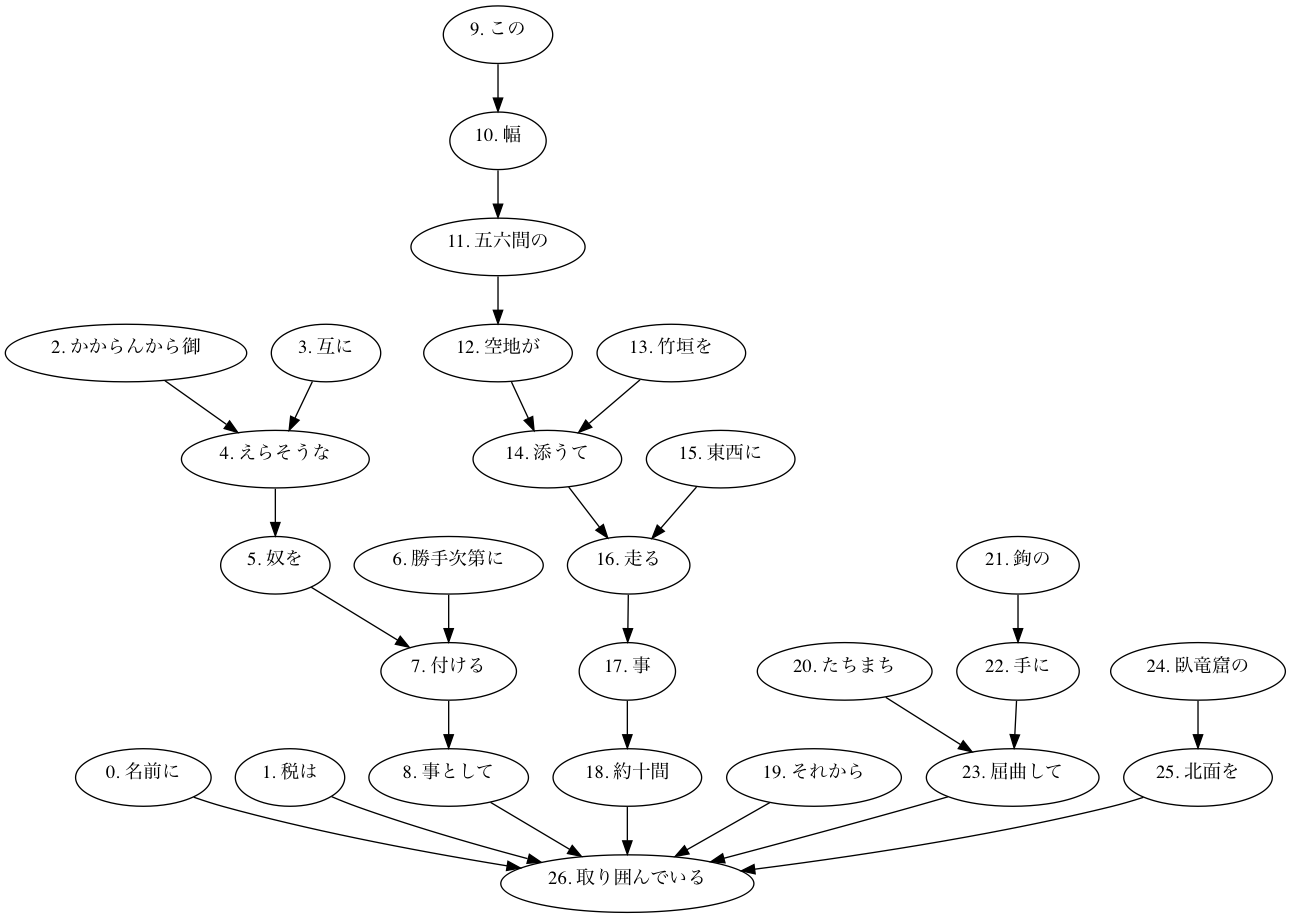 9. この
10. 幅
11. 五六間の
2. かからんから御
3. 互に
12. 空地が
13. 竹垣を
4. えらそうな
14. 添うて
15. 東西に
5. 奴を
6. 勝手次第に
16. 走る
21. 鉤の
7. 付ける
17. 事
20. たちまち
22. 手に
24. 臥竜窟の
0. 名前に
1. 税は
8. 事として
18. 約十間
19. それから
23. 屈曲して
25. 北面を
26. 取り囲んでいる